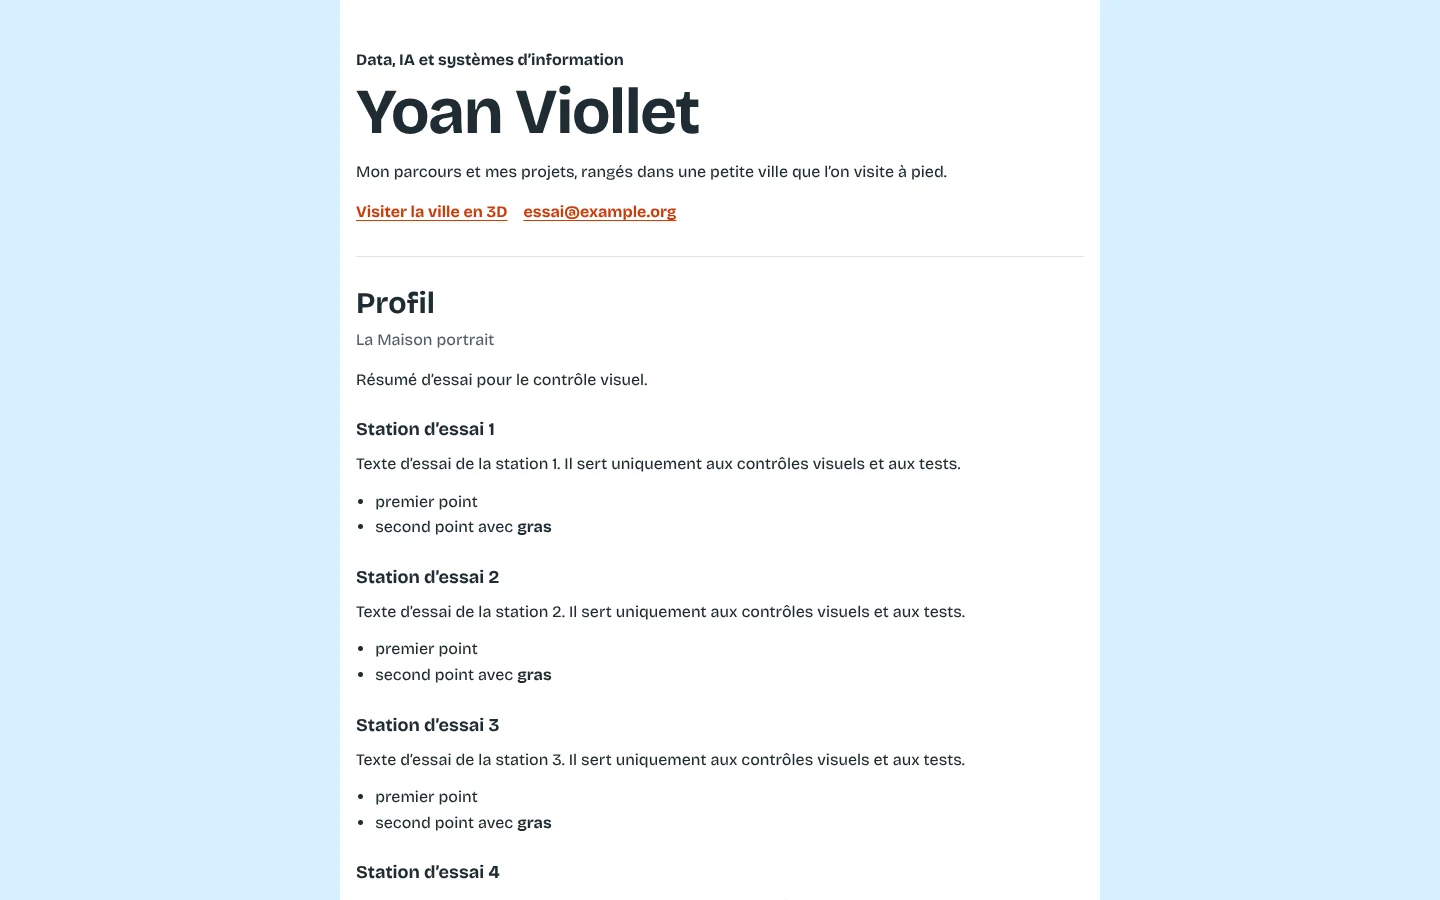 Data, IA et systèmes d’information
Yoan Viollet
Mon parcours et mes projets, rangés dans une petite ville que l’on visite à pied.
Visiter la ville en 3D essai@example.org
Profil
La Maison portrait
Résumé d’essai pour le contrôle visuel.
Station d’essai 1
Texte d’essai de la station 1. Il sert uniquement aux contrôles visuels et aux tests.
• premier point
• second point avec gras
Station d’essai 2
Texte d’essai de la station 2. Il sert uniquement aux contrôles visuels et aux tests.
• premier point
• second point avec gras
Station d’essai 3
Texte d’essai de la station 3. Il sert uniquement aux contrôles visuels et aux tests.
• premier point
• second point avec gras
Station d’essai 4